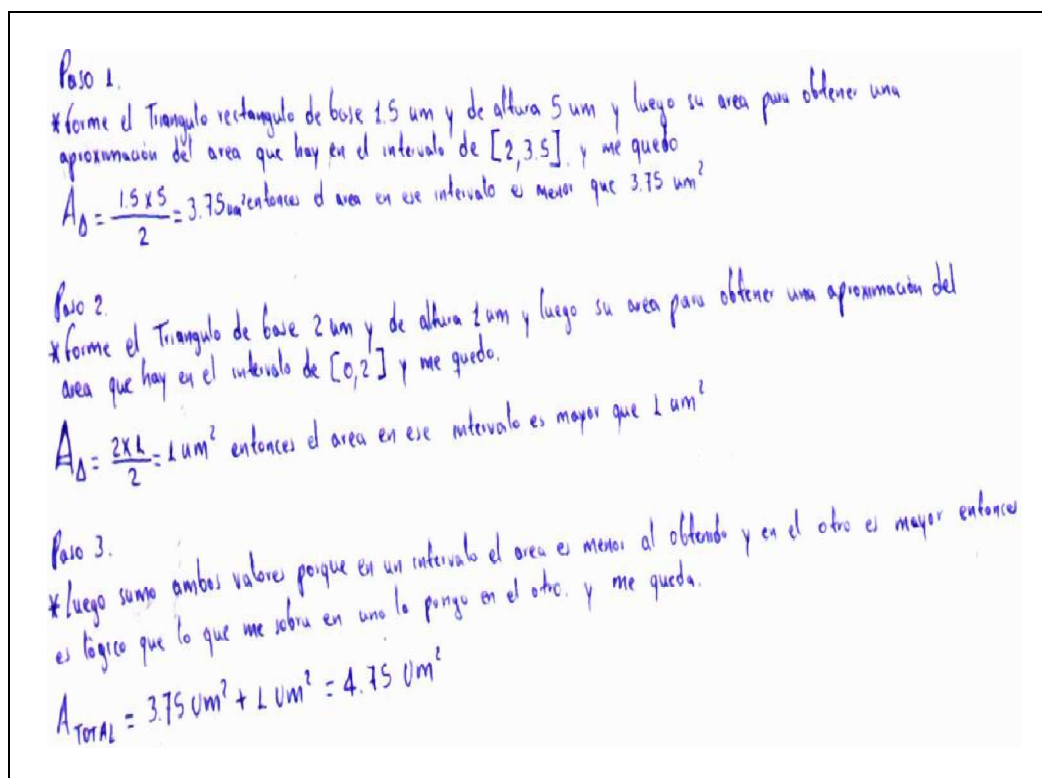 Paso 1.
* forme el Triangulo rectangulo de base 1.5 um y de altura 5 um y luego su area para obtener una
aproximación del area que hay en el intervalo de [2,3.5] y me quedo
A△ = 1.5 x 5 / 2 = 3.75 um² entonces el area en ese intervalo es menor que 3.75 um²
Paso 2.
* forme el Triangulo de base 2 um y de altura 1 um y luego su area para obtener una aproximación del
area que hay en el intervalo de [0,2] y me quedo.
A△ = 2 x 1 / 2 = 1 um² entonces el area en ese intervalo es mayor que 1 um²
Paso 3.
* Luego sumo ambos valores porque en un intervalo el area es menor al obtenido y en el otro es mayor entonces
es lógico que lo que me sobra en uno lo pongo en el otro. y me queda.
A TOTAL = 3.75 Um² + 1 Um² = 4.75 Um²